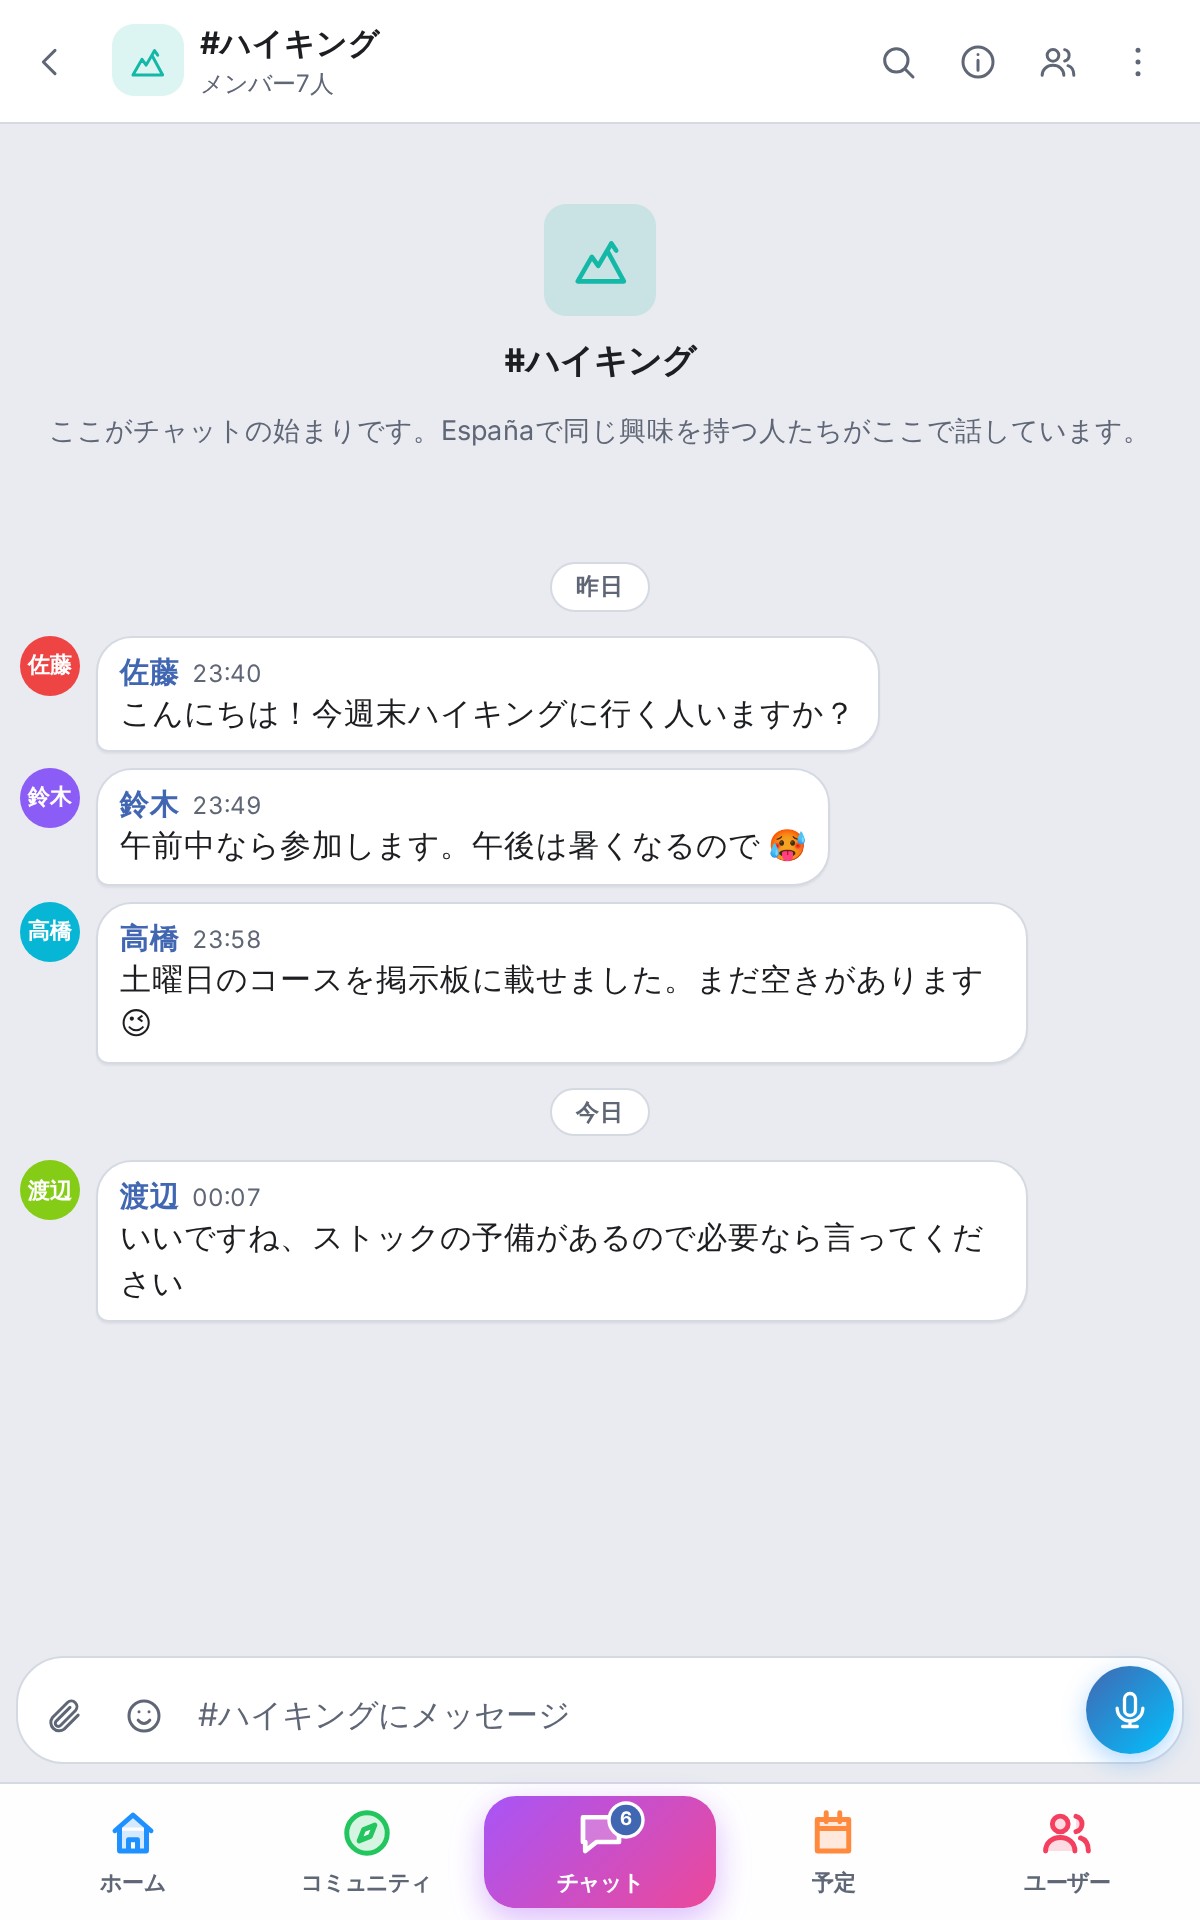 #ハイキング
メンバー7人
#ハイキング
ここがチャットの始まりです。Españaで同じ興味を持つ人たちがここで話しています。
昨日
佐藤
佐藤 23:40
こんにちは！今週末ハイキングに行く人いますか？
鈴木
鈴木 23:49
午前中なら参加します。午後は暑くなるので 🥵
高橋
高橋 23:58
土曜日のコースを掲示板に載せました。まだ空きがあります
😉
今日
渡辺
渡辺 00:07
いいですね、ストックの予備があるので必要なら言ってくだ
さい
#ハイキングにメッセージ
6
ホーム
コミュニティ
チャット
予定
ユーザー